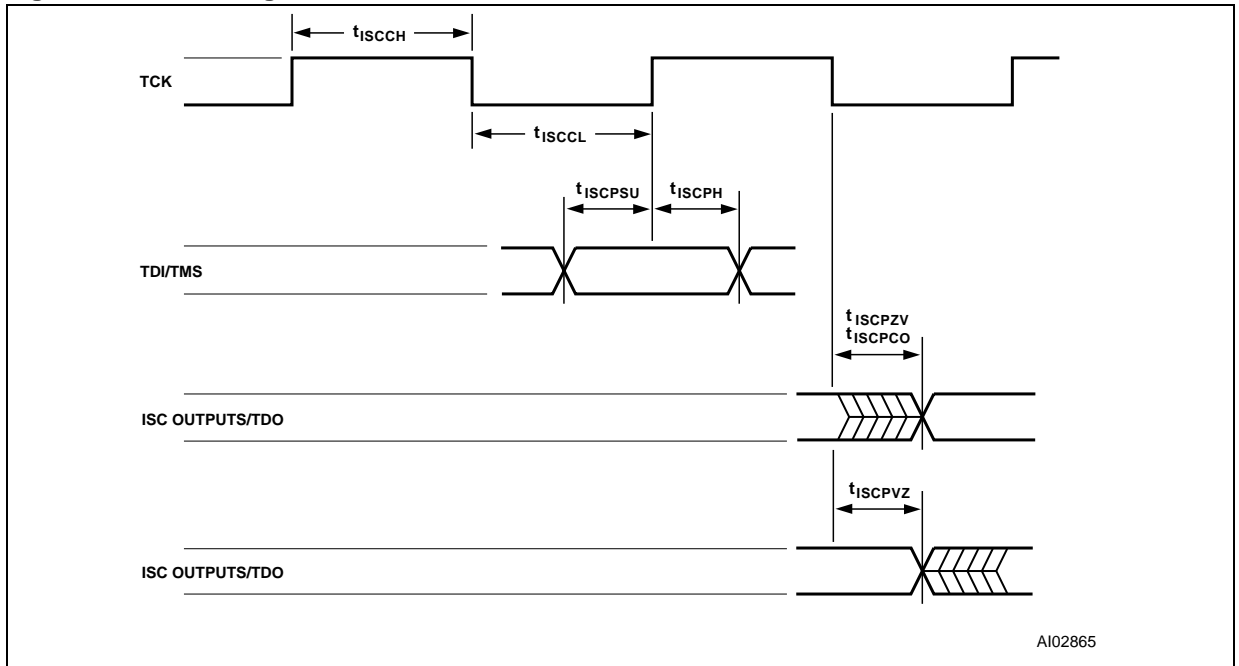 tISCCH
TCK
tISCCL
tISCPSU
tISCPH
TDI/TMS
tISCPZV
tISCPCO
ISC OUTPUTS/TDO
tISCPVZ
ISC OUTPUTS/TDO
AI02865